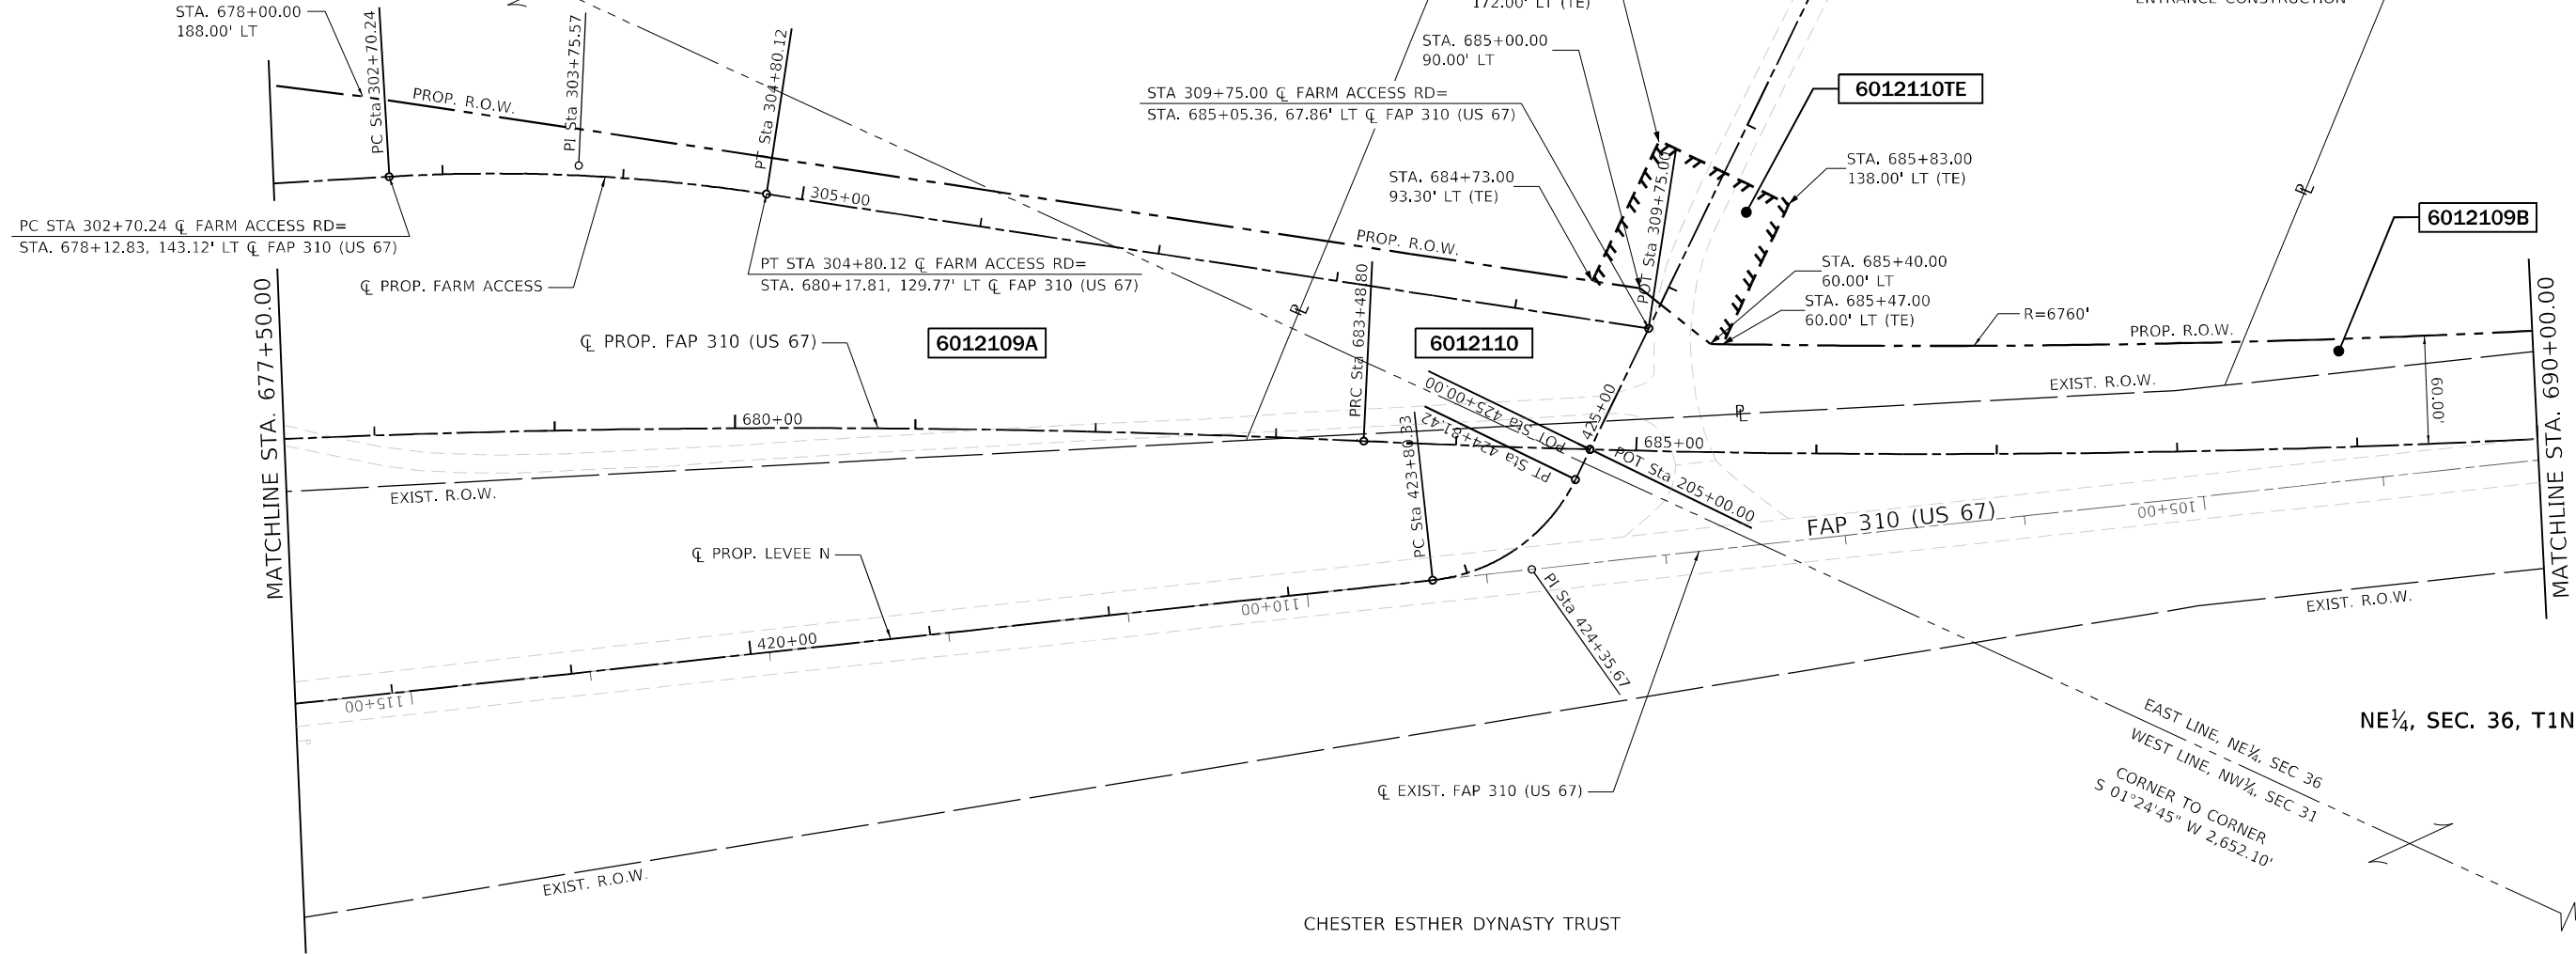 STA. 678+00.00
188.00' LT
PC Sta 302+70.24
PI Sta 303+75.57
PT Sta 304+80.12
172.00' LT (TE)
ENTRANCE CONSTRUCTION
STA. 685+00.00
90.00' LT
6012110TE
PROP. R.O.W.
STA 309+75.00 ℄ FARM ACCESS RD=
STA. 685+05.36, 67.86' LT ℄ FAP 310 (US 67)
STA. 684+73.00
93.30' LT (TE)
POT Sta 309+75.00
STA. 685+83.00
138.00' LT (TE)
℄
6012109B
305+00
PC STA 302+70.24 ℄ FARM ACCESS RD=
STA. 678+12.83, 143.12' LT ℄ FAP 310 (US 67)
℄ PROP. FARM ACCESS
PT STA 304+80.12 ℄ FARM ACCESS RD=
STA. 680+17.81, 129.77' LT ℄ FAP 310 (US 67)
PROP. R.O.W.
STA. 685+40.00
60.00' LT
STA. 685+47.00
60.00' LT (TE)
R=6760'
PROP. R.O.W.
MATCHLINE STA. 677+50.00
℄ PROP. FAP 310 (US 67)
6012109A
6012110
PRC Sta 683+48.80
EXIST. R.O.W.
60.00'
MATCHLINE STA. 690+00.00
680+00
POT Sta 425+00.00
PT Sta 424+81.42
PC Sta 423+80.83
425+00
685+00
POT Sta 205+00.00
EXIST. R.O.W.
FAP 310 (US 67)
105+00
℄ PROP. LEVEE N
PI Sta 424+35.67
110+00
420+00
115+00
EXIST. R.O.W.
EAST LINE, NE¼, SEC 36
WEST LINE, NW¼, SEC 31
CORNER TO CORNER
S 01°24'45" W 2,652.10'
NE¼, SEC. 36, T1N
℄ EXIST. FAP 310 (US 67)
EXIST. R.O.W.
CHESTER ESTHER DYNASTY TRUST